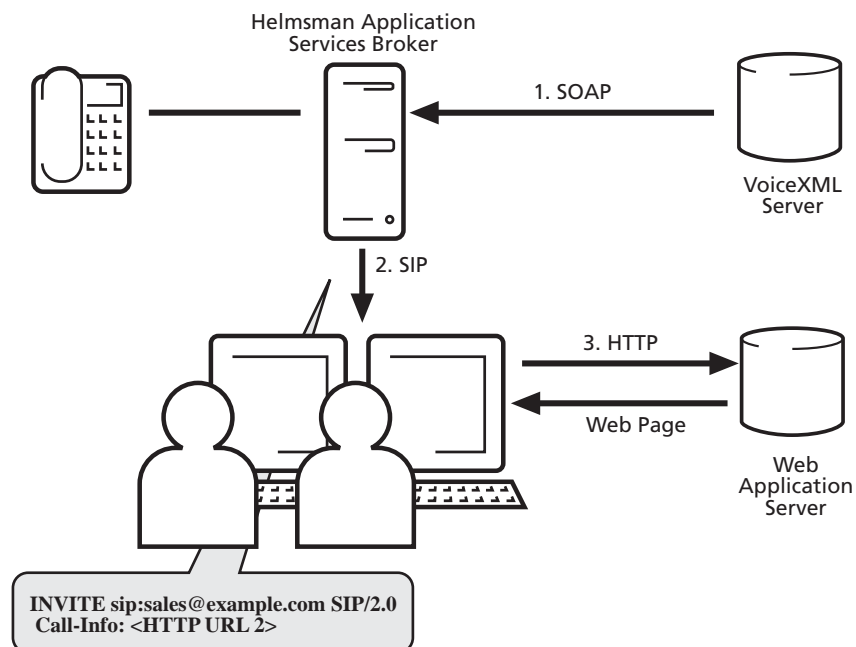 Helmsman Application
Services Broker
1. SOAP
VoiceXML
Server
2. SIP
3. HTTP
Web Page
Web
Application
Server
INVITE sip:sales@example.com SIP/2.0
Call-Info: <HTTP URL 2>